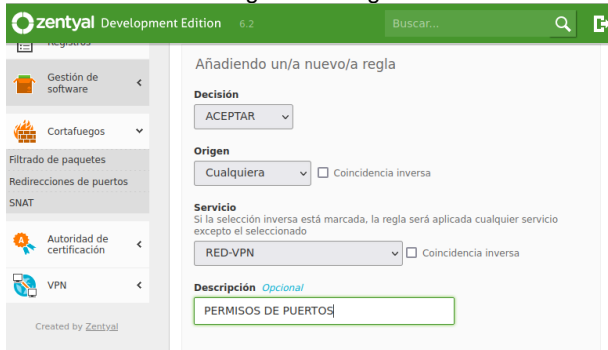 zentyal Development Edition 6.2
Buscar...
Registros
Gestión de
software
Cortafuegos
Filtrado de paquetes
Redirecciones de puertos
SNAT
Autoridad de
certificación
VPN
Created by Zentyal
Añadiendo un/a nuevo/a regla
Decisión
ACEPTAR
Origen
Cualquiera
Coincidencia inversa
Servicio
Si la selección inversa está marcada, la regla será aplicada cualquier servicio
excepto el seleccionado
RED-VPN
Coincidencia inversa
Descripción Opcional
PERMISOS DE PUERTOS